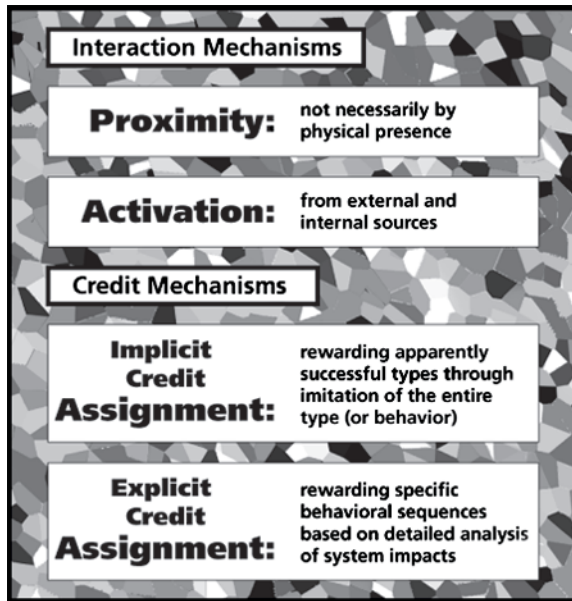 Interaction Mechanisms
Proximity:
not necessarily by
physical presence
Activation:
from external and
internal sources
Credit Mechanisms
Implicit
Credit
Assignment:
rewarding apparently
successful types through
imitation of the entire
type (or behavior)
Explicit
Credit
Assignment:
rewarding specific
behavioral sequences
based on detailed analysis
of system impacts